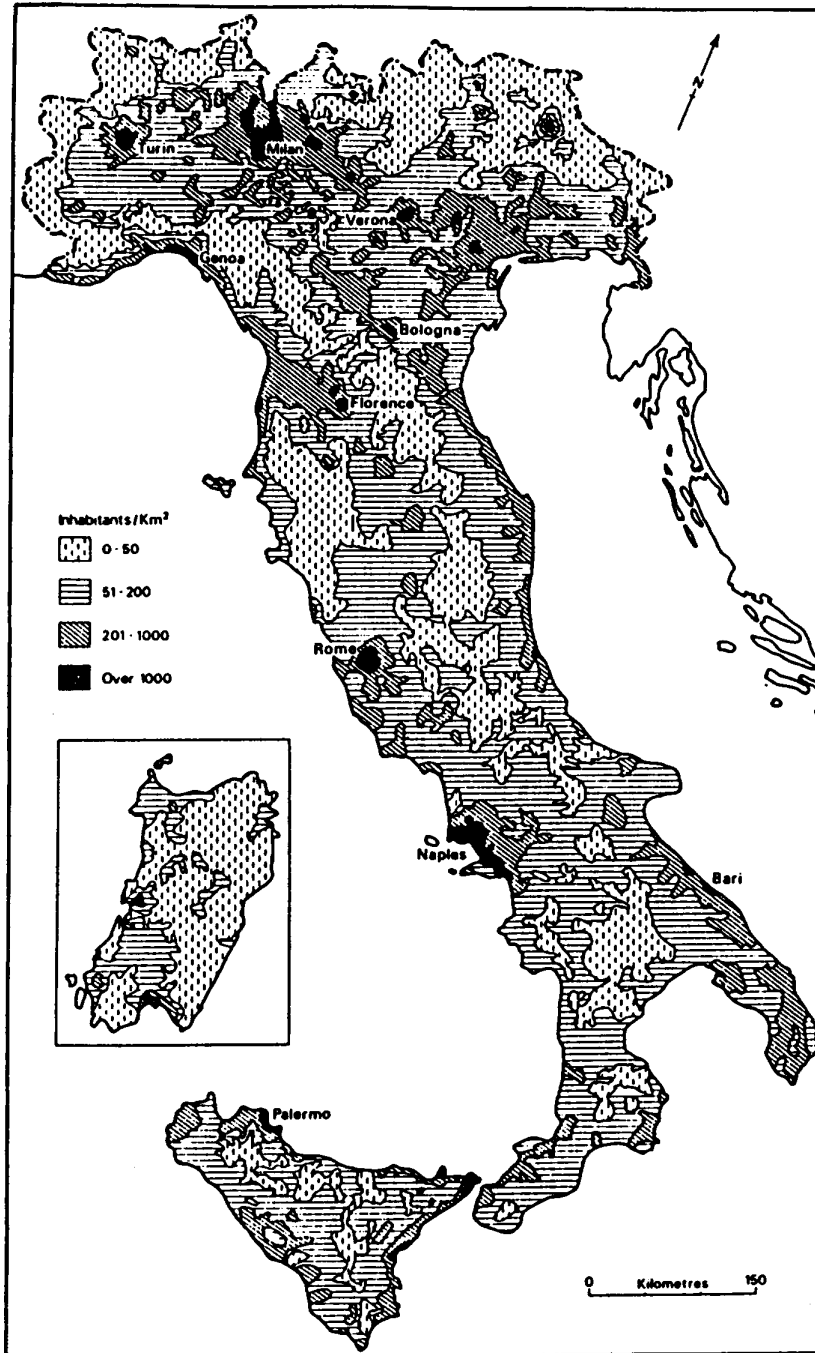 N
Turin
Milan
Verona
Genoa
Bologna
Florence
Inhabitants/Km²
0-50
51-200
201-1000
Over 1000
Rome
Naples
Bari
Palermo
0 Kilometres 150